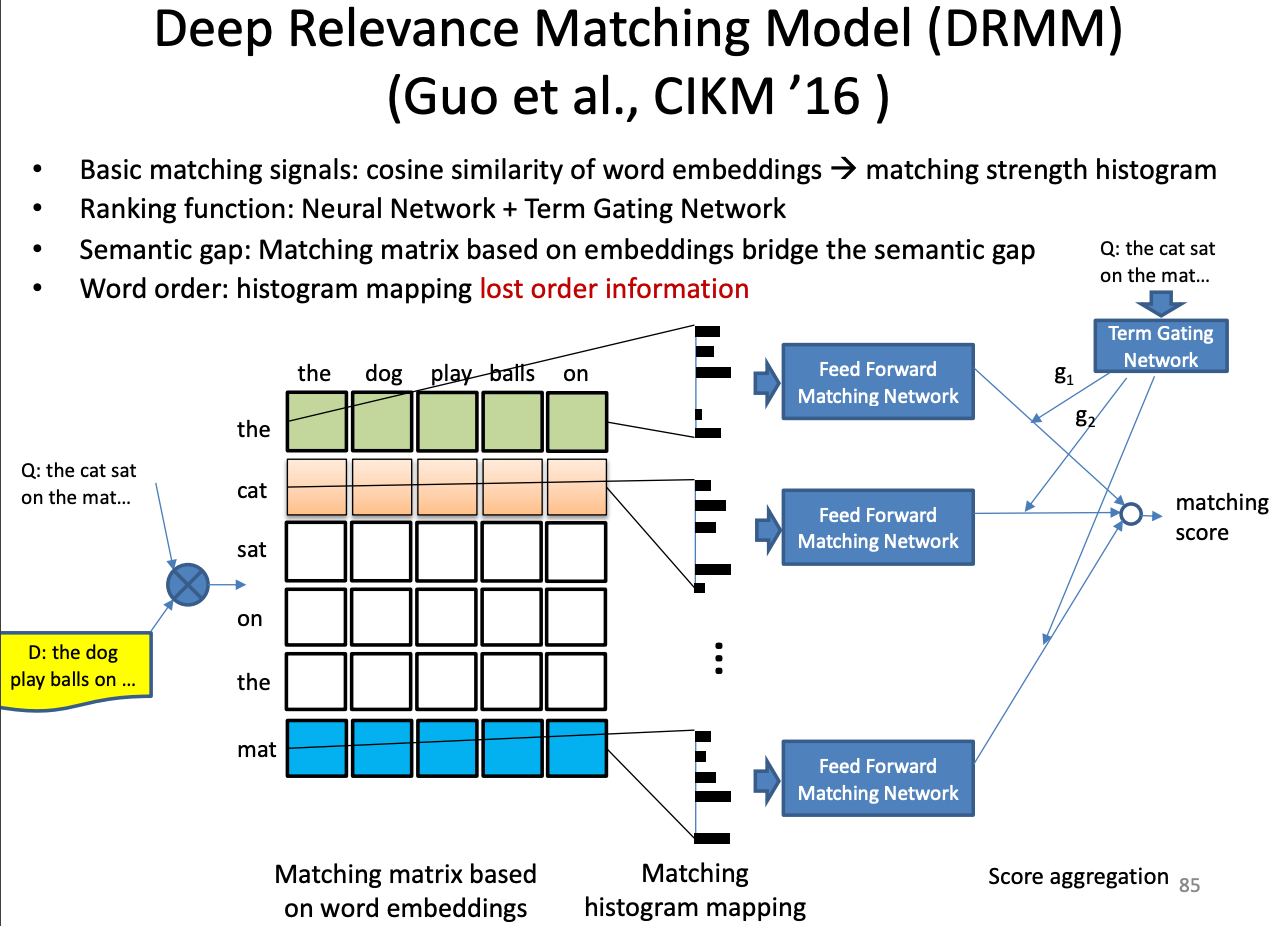 Deep Relevance Matching Model (DRMM)
(Guo et al., CIKM ’16 )
• Basic matching signals: cosine similarity of word embeddings → matching strength histogram
• Ranking function: Neural Network + Term Gating Network
• Semantic gap: Matching matrix based on embeddings bridge the semantic gap
• Word order: histogram mapping lost order information
Q: the cat sat
on the mat...
Term Gating
Network
g1
g2
the dog play balls on
the
cat
sat
on
the
mat
Q: the cat sat
on the mat...
D: the dog
play balls on ...
Feed Forward
Matching Network
Feed Forward
Matching Network
Feed Forward
Matching Network
matching
score
Matching matrix based
on word embeddings
Matching
histogram mapping
Score aggregation
85